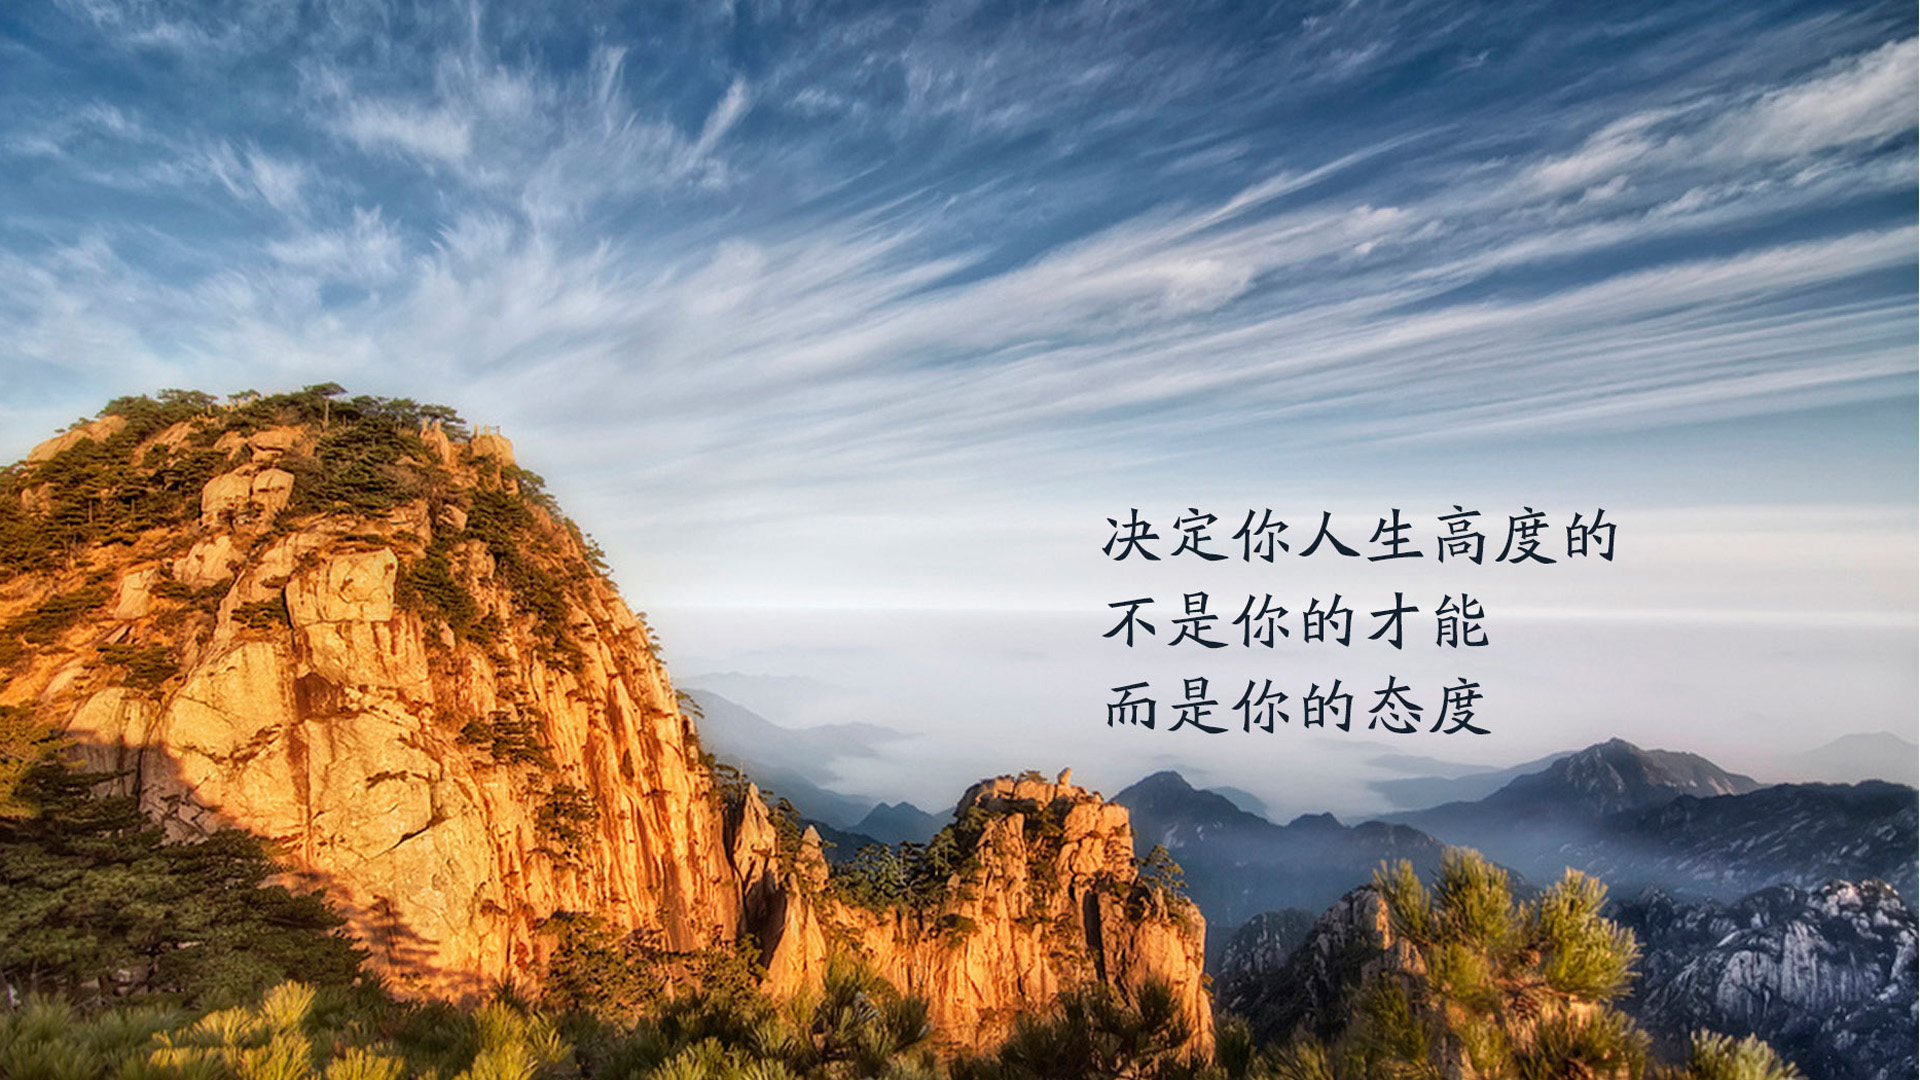 决定你人生高度的
不是你的才能
而是你的态度